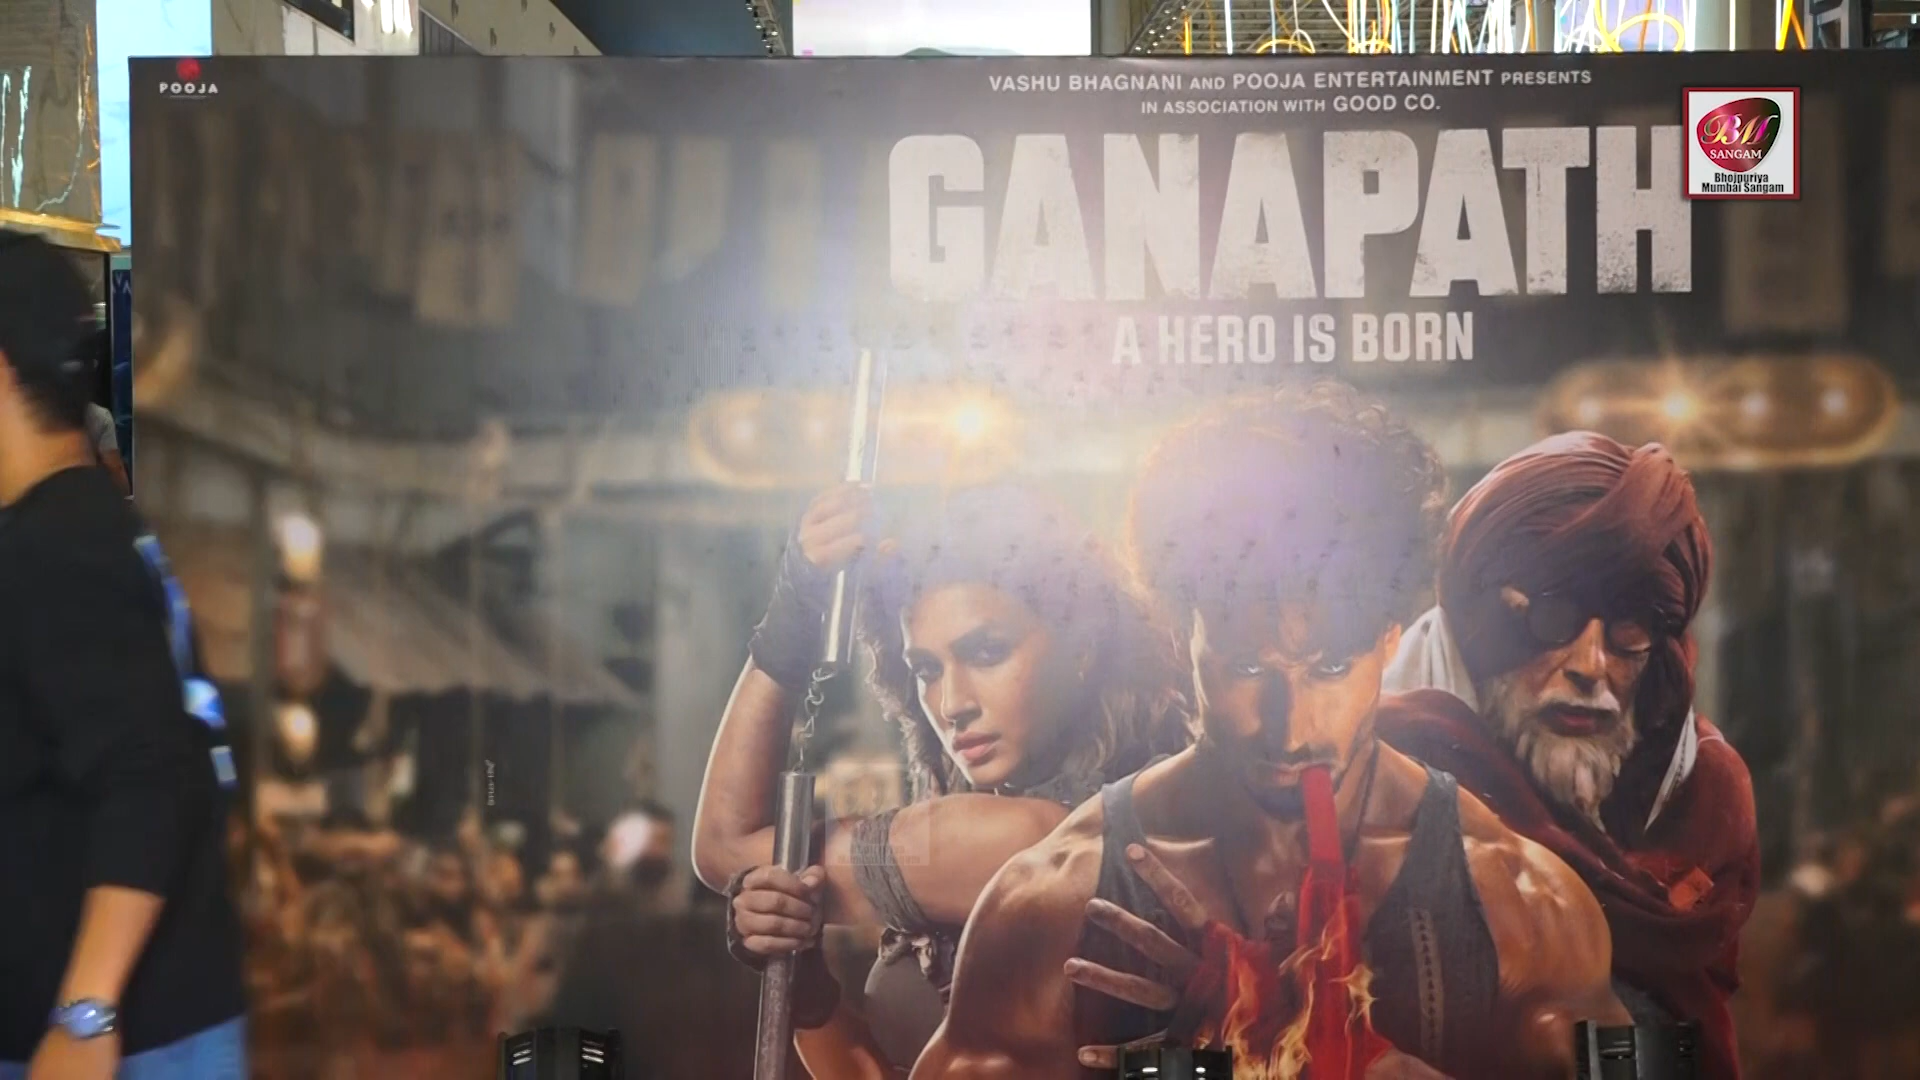 POOJA
VASHU BHAGNANI AND POOJA ENTERTAINMENT PRESENTS
IN ASSOCIATION WITH GOOD CO.
GANAPATH
A HERO IS BORN
BM
SANGAM
Bhojpuriya
Mumbai Sangam